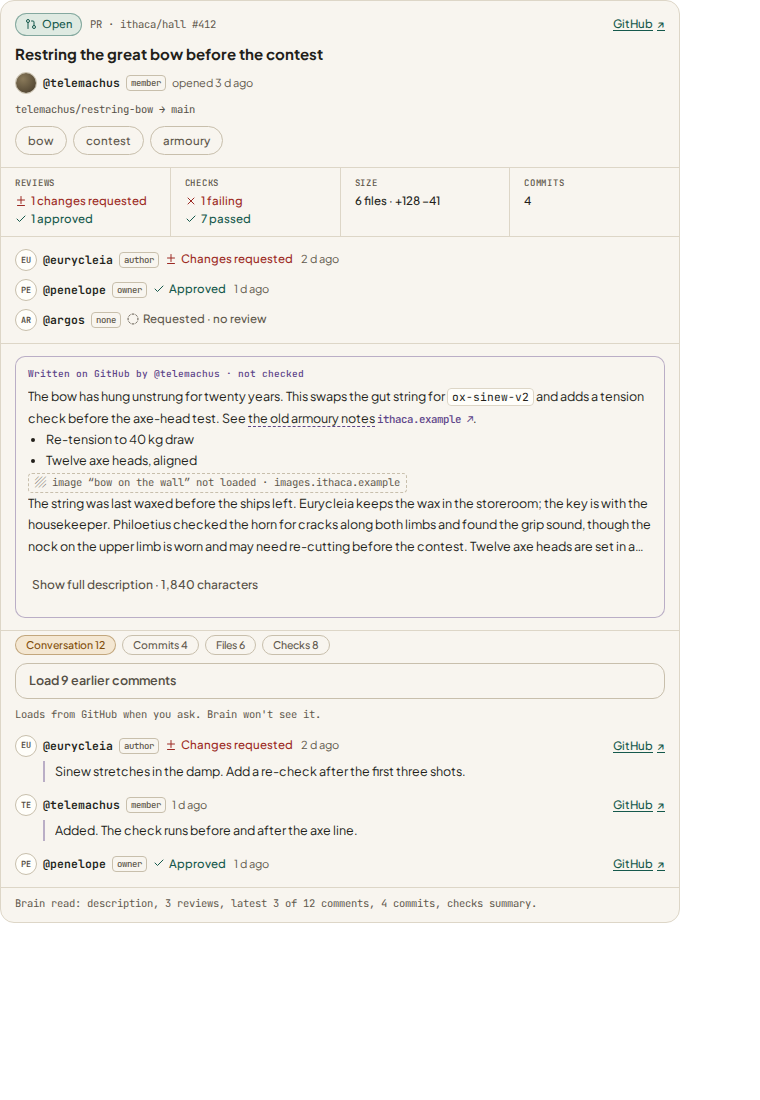 Open PR · ithaca/hall #412 GitHub ↗
Restring the great bow before the contest
@telemachus member opened 3 d ago
telemachus/restring-bow → main
bow contest armoury
REVIEWS CHECKS SIZE COMMITS
± 1 changes requested × 1 failing 6 files · +128 −41 4
✓ 1 approved ✓ 7 passed
EU @eurycleia author ± Changes requested 2 d ago
PE @penelope owner ✓ Approved 1 d ago
AR @argos none Requested · no review
Written on GitHub by @telemachus · not checked
The bow has hung unstrung for twenty years. This swaps the gut string for ox-sinew-v2 and adds a tension
check before the axe-head test. See the old armoury notes ithaca.example ↗.
• Re-tension to 40 kg draw
• Twelve axe heads, aligned
image “bow on the wall” not loaded · images.ithaca.example
The string was last waxed before the ships left. Eurycleia keeps the wax in the storeroom; the key is with the
housekeeper. Philoetius checked the horn for cracks along both limbs and found the grip sound, though the
nock on the upper limb is worn and may need re-cutting before the contest. Twelve axe heads are set in a…
Show full description · 1,840 characters
Conversation 12 Commits 4 Files 6 Checks 8
Load 9 earlier comments
Loads from GitHub when you ask. Brain won't see it.
EU @eurycleia author ± Changes requested 2 d ago GitHub ↗
Sinew stretches in the damp. Add a re-check after the first three shots.
TE @telemachus member 1 d ago GitHub ↗
Added. The check runs before and after the axe line.
PE @penelope owner ✓ Approved 1 d ago GitHub ↗
Brain read: description, 3 reviews, latest 3 of 12 comments, 4 commits, checks summary.